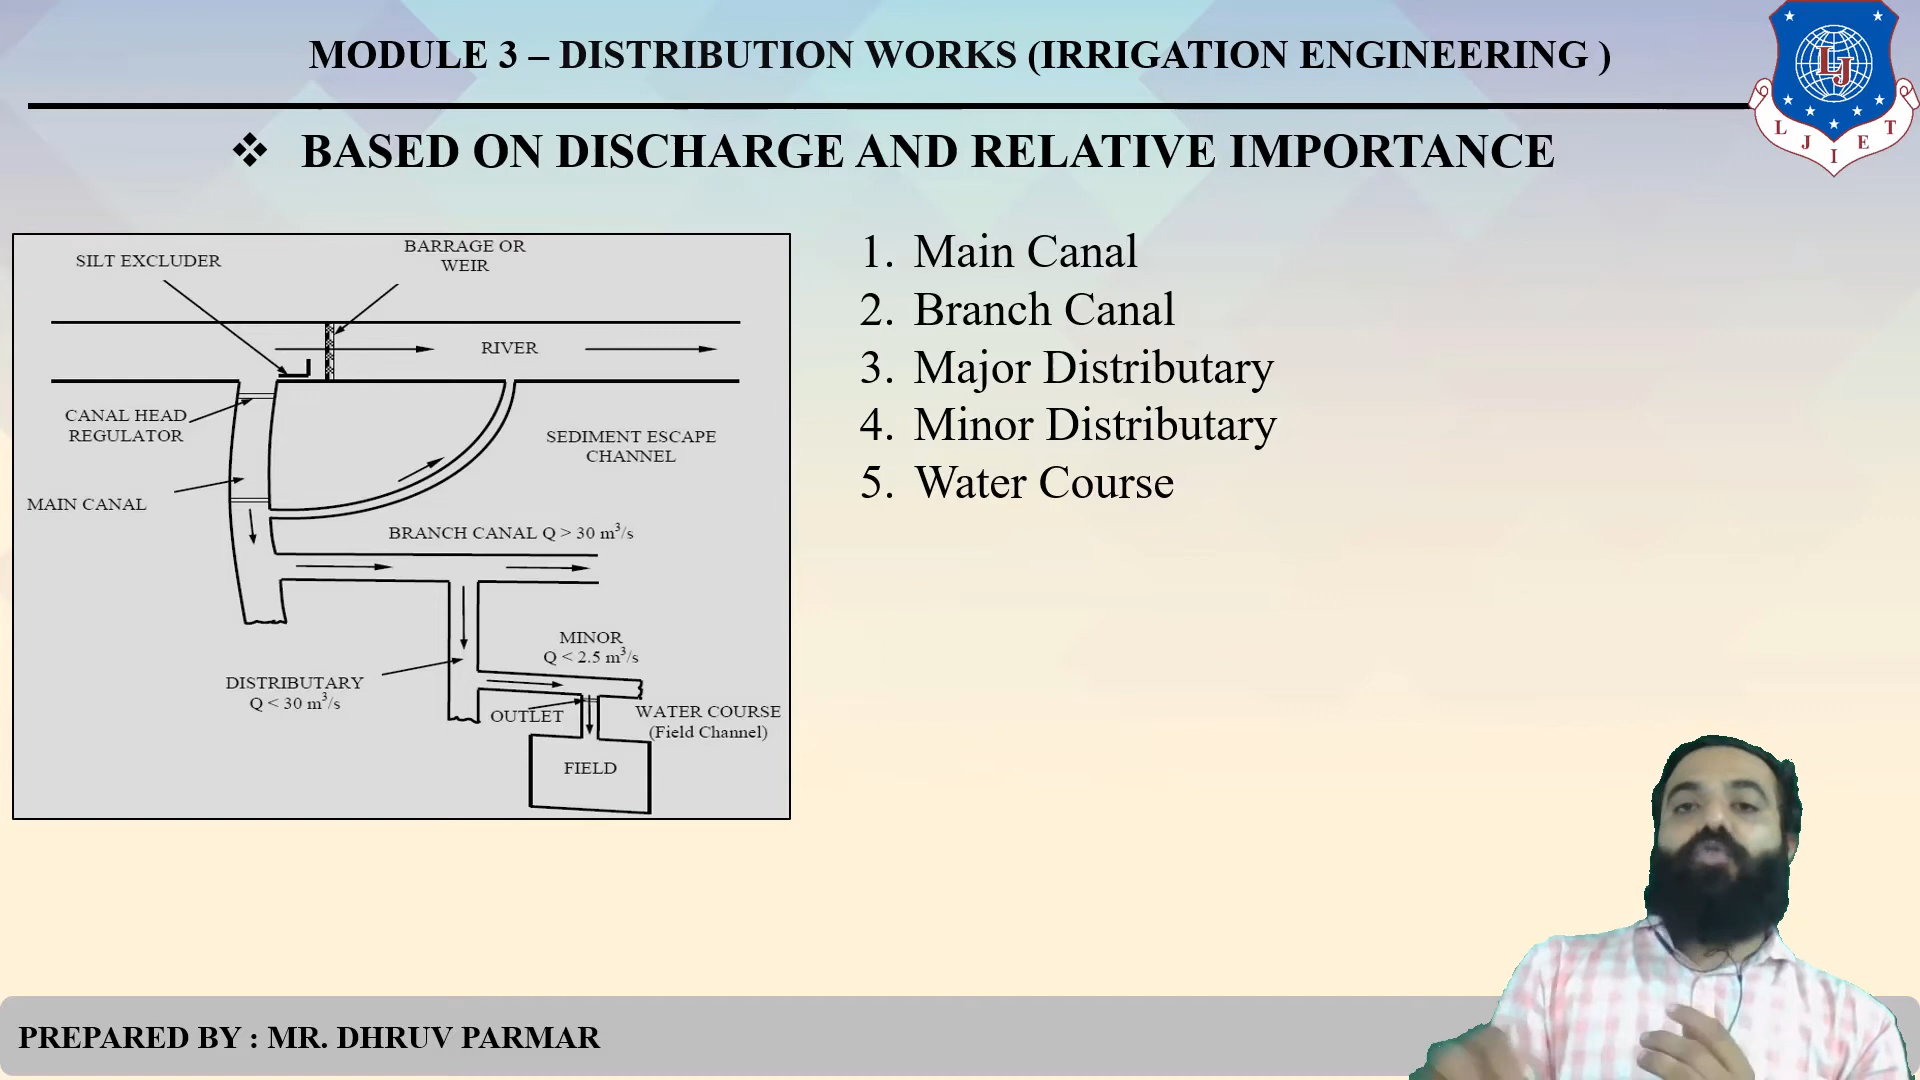 MODULE 3 – DISTRIBUTION WORKS (IRRIGATION ENGINEERING )
LJ
L J I E T
❖ BASED ON DISCHARGE AND RELATIVE IMPORTANCE
SILT EXCLUDER
BARRAGE OR
WEIR
RIVER
CANAL HEAD
REGULATOR
SEDIMENT ESCAPE
CHANNEL
MAIN CANAL
BRANCH CANAL Q > 30 m³/s
MINOR
Q < 2.5 m³/s
DISTRIBUTARY
Q < 30 m³/s
OUTLET
WATER COURSE
(Field Channel)
FIELD
1. Main Canal
2. Branch Canal
3. Major Distributary
4. Minor Distributary
5. Water Course
PREPARED BY : MR. DHRUV PARMAR